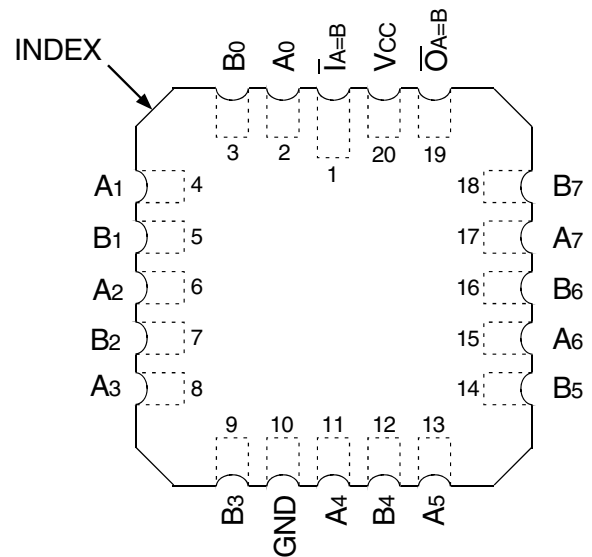 INDEX
B0 A0 I̅A=B VCC O̅A=B
3 2 1 20 19
A1 4 18 B7
B1 5 17 A7
A2 6 16 B6
B2 7 15 A6
A3 8 14 B5
9 10 11 12 13
B3 GND A4 B4 A5